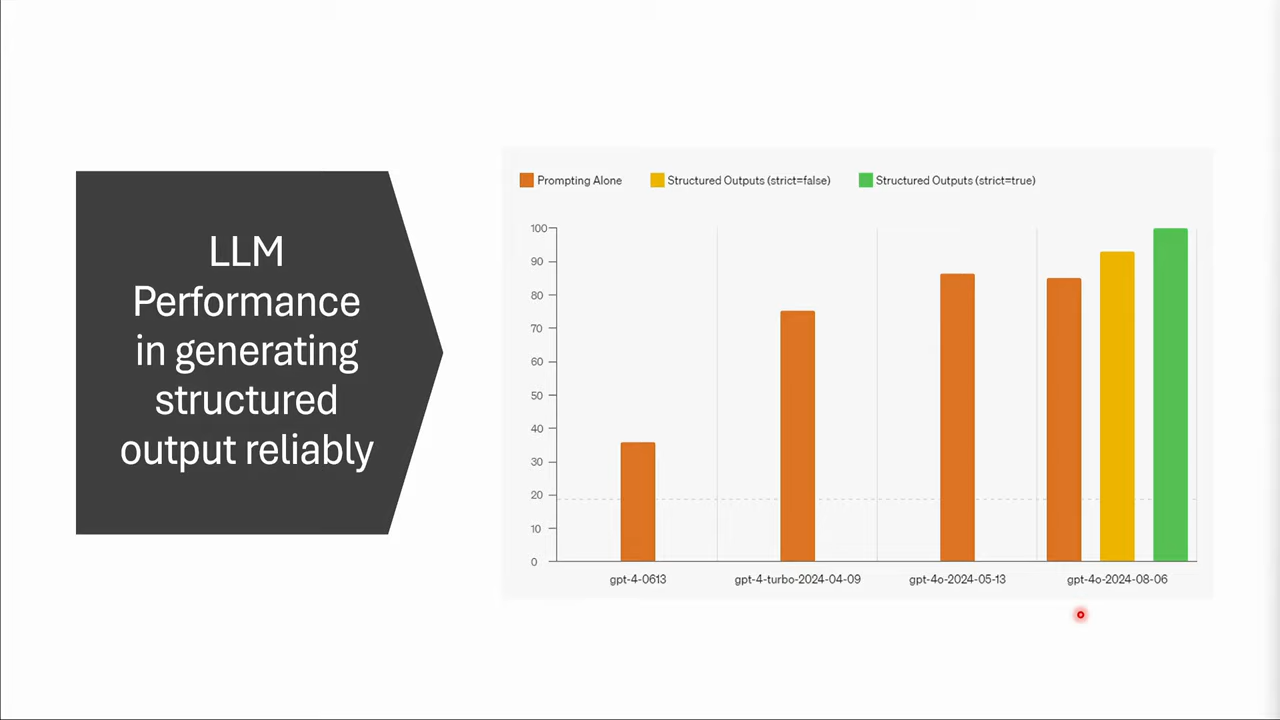 LLM
Performance
in generating
structured
output reliably
Prompting Alone Structured Outputs (strict=false) Structured Outputs (strict=true)
100
90
80
70
60
50
40
30
20
10
0
gpt-4-0613 gpt-4-turbo-2024-04-09 gpt-4o-2024-05-13 gpt-4o-2024-08-06